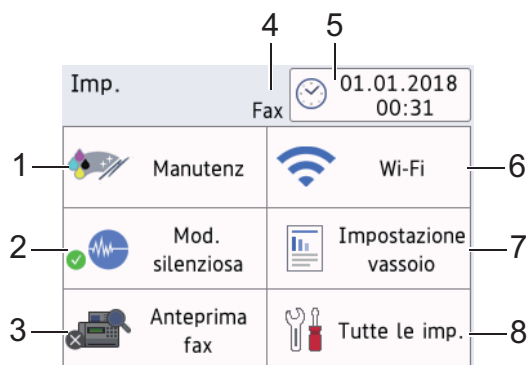 4 5
Imp.
Fax
01.01.2018
00:31
1 Manutenz
Wi-Fi 6
2 Mod.
silenziosa
Impostazione
vassoio 7
3 Anteprima
fax
Tutte le imp. 8